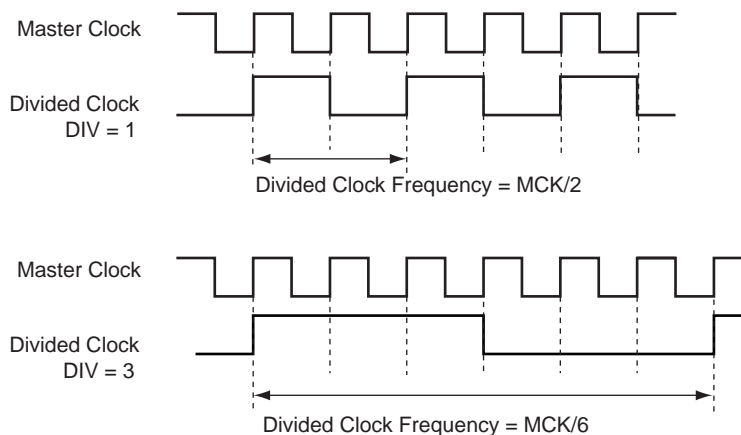 Master Clock
Divided Clock
DIV = 1
Divided Clock Frequency = MCK/2
Master Clock
Divided Clock
DIV = 3
Divided Clock Frequency = MCK/6